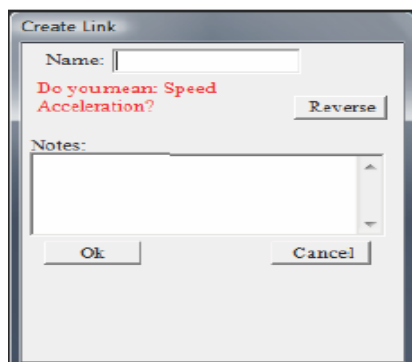 Create Link
Name:
Do youmean: Speed
Acceleration?
Reverse
Notes:
Ok
Cancel